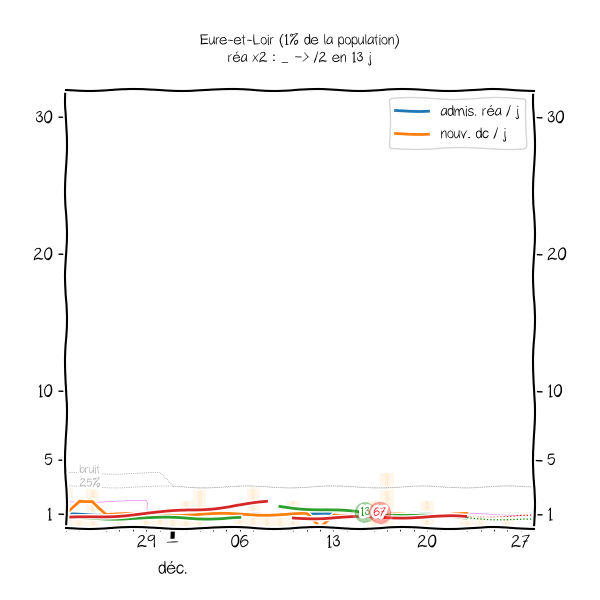 Eure-et-Loir (1% de la population)
réa x2 : _ -> /2 en 13 j
admis. réa / j
nouv. dc / j
30 30
20 20
10 10
5 5
1 1
bruit
25%
13 67
29 06 13 20 27
déc.